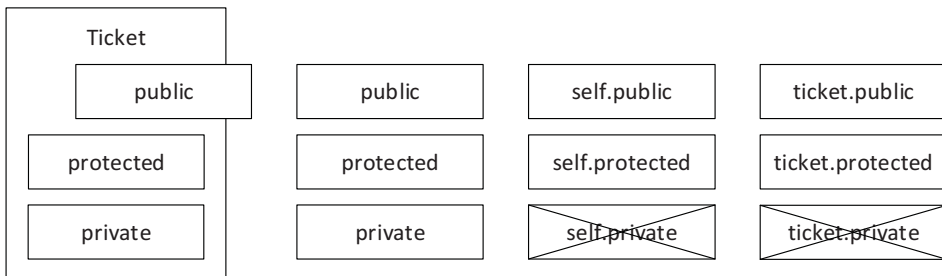 Ticket
public public self.public ticket.public
protected protected self.protected ticket.protected
private private self.private ticket.private